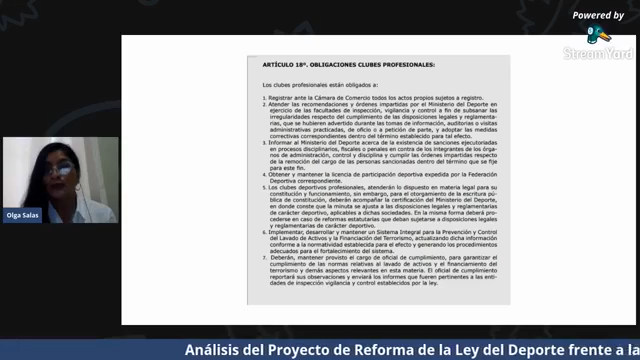 Powered by
StreamYard
ARTÍCULO 18º. OBLIGACIONES CLUBES PROFESIONALES:
Los clubes profesionales están obligados a:
1. Registrar ante la Cámara de Comercio todos los actos propios sujetos a registro.
2. Atender las recomendaciones y órdenes impartidas por el Ministerio del Deporte en
ejercicio de las facultades de inspección, vigilancia y control a fin de subsanar las
irregularidades respecto del cumplimiento de las disposiciones legales y reglamenta-
rias, que se hubieren advertido durante las tomas de información, auditorías o visitas
administrativas practicadas, de oficio o a petición de parte, y adoptar las medidas
correctivas correspondientes dentro del término establecido para tal efecto.
3. Informar al Ministerio del Deporte acerca de la existencia de sanciones ejecutoriadas
en procesos disciplinarios, fiscales o penales en contra de los integrantes de los órga-
nos de administración, control y disciplina y cumplir las órdenes impartidas respecto
de la remoción del cargo de las personas sancionadas dentro del término que se fije
para este fin.
4. Obtener y mantener la licencia de participación deportiva expedida por la Federación
Deportiva correspondiente.
5. Los clubes deportivos profesionales, atenderán lo dispuesto en materia legal para su
constitución y funcionamiento, sin embargo, para el otorgamiento de la escritura pú-
blica de constitución, deberán acompañar la certificación del Ministerio del Deporte,
en donde conste que la minuta se ajusta a las disposiciones legales y reglamentarias
de carácter deportivo, aplicables a dichas sociedades. En la misma forma deberá pro-
cederse en caso de reformas estatutarias que deban sujetarse a disposiciones legales
y reglamentarias de carácter deportivo.
6. Implementar, desarrollar y mantener un Sistema Integral para la Prevención y Control
del Lavado de Activos y la Financiación del Terrorismo, actualizando dicha información
conforme a la normatividad establecida para el efecto y generando los procedimientos
adecuados para el fortalecimiento del sistema.
7. Deberán, mantener provisto el cargo de oficial de cumplimiento, para garantizar el
cumplimiento de las normas relativas al lavado de activos y el financiamiento del
terrorismo y demás aspectos relevantes en esta materia. El oficial de cumplimiento
reportará sus observaciones y enviará los informes que fueren pertinentes a las enti-
dades de inspección vigilancia y control establecidos por la ley.
Olga Salas
Análisis del Proyecto de Reforma de la Ley del Deporte frente a la